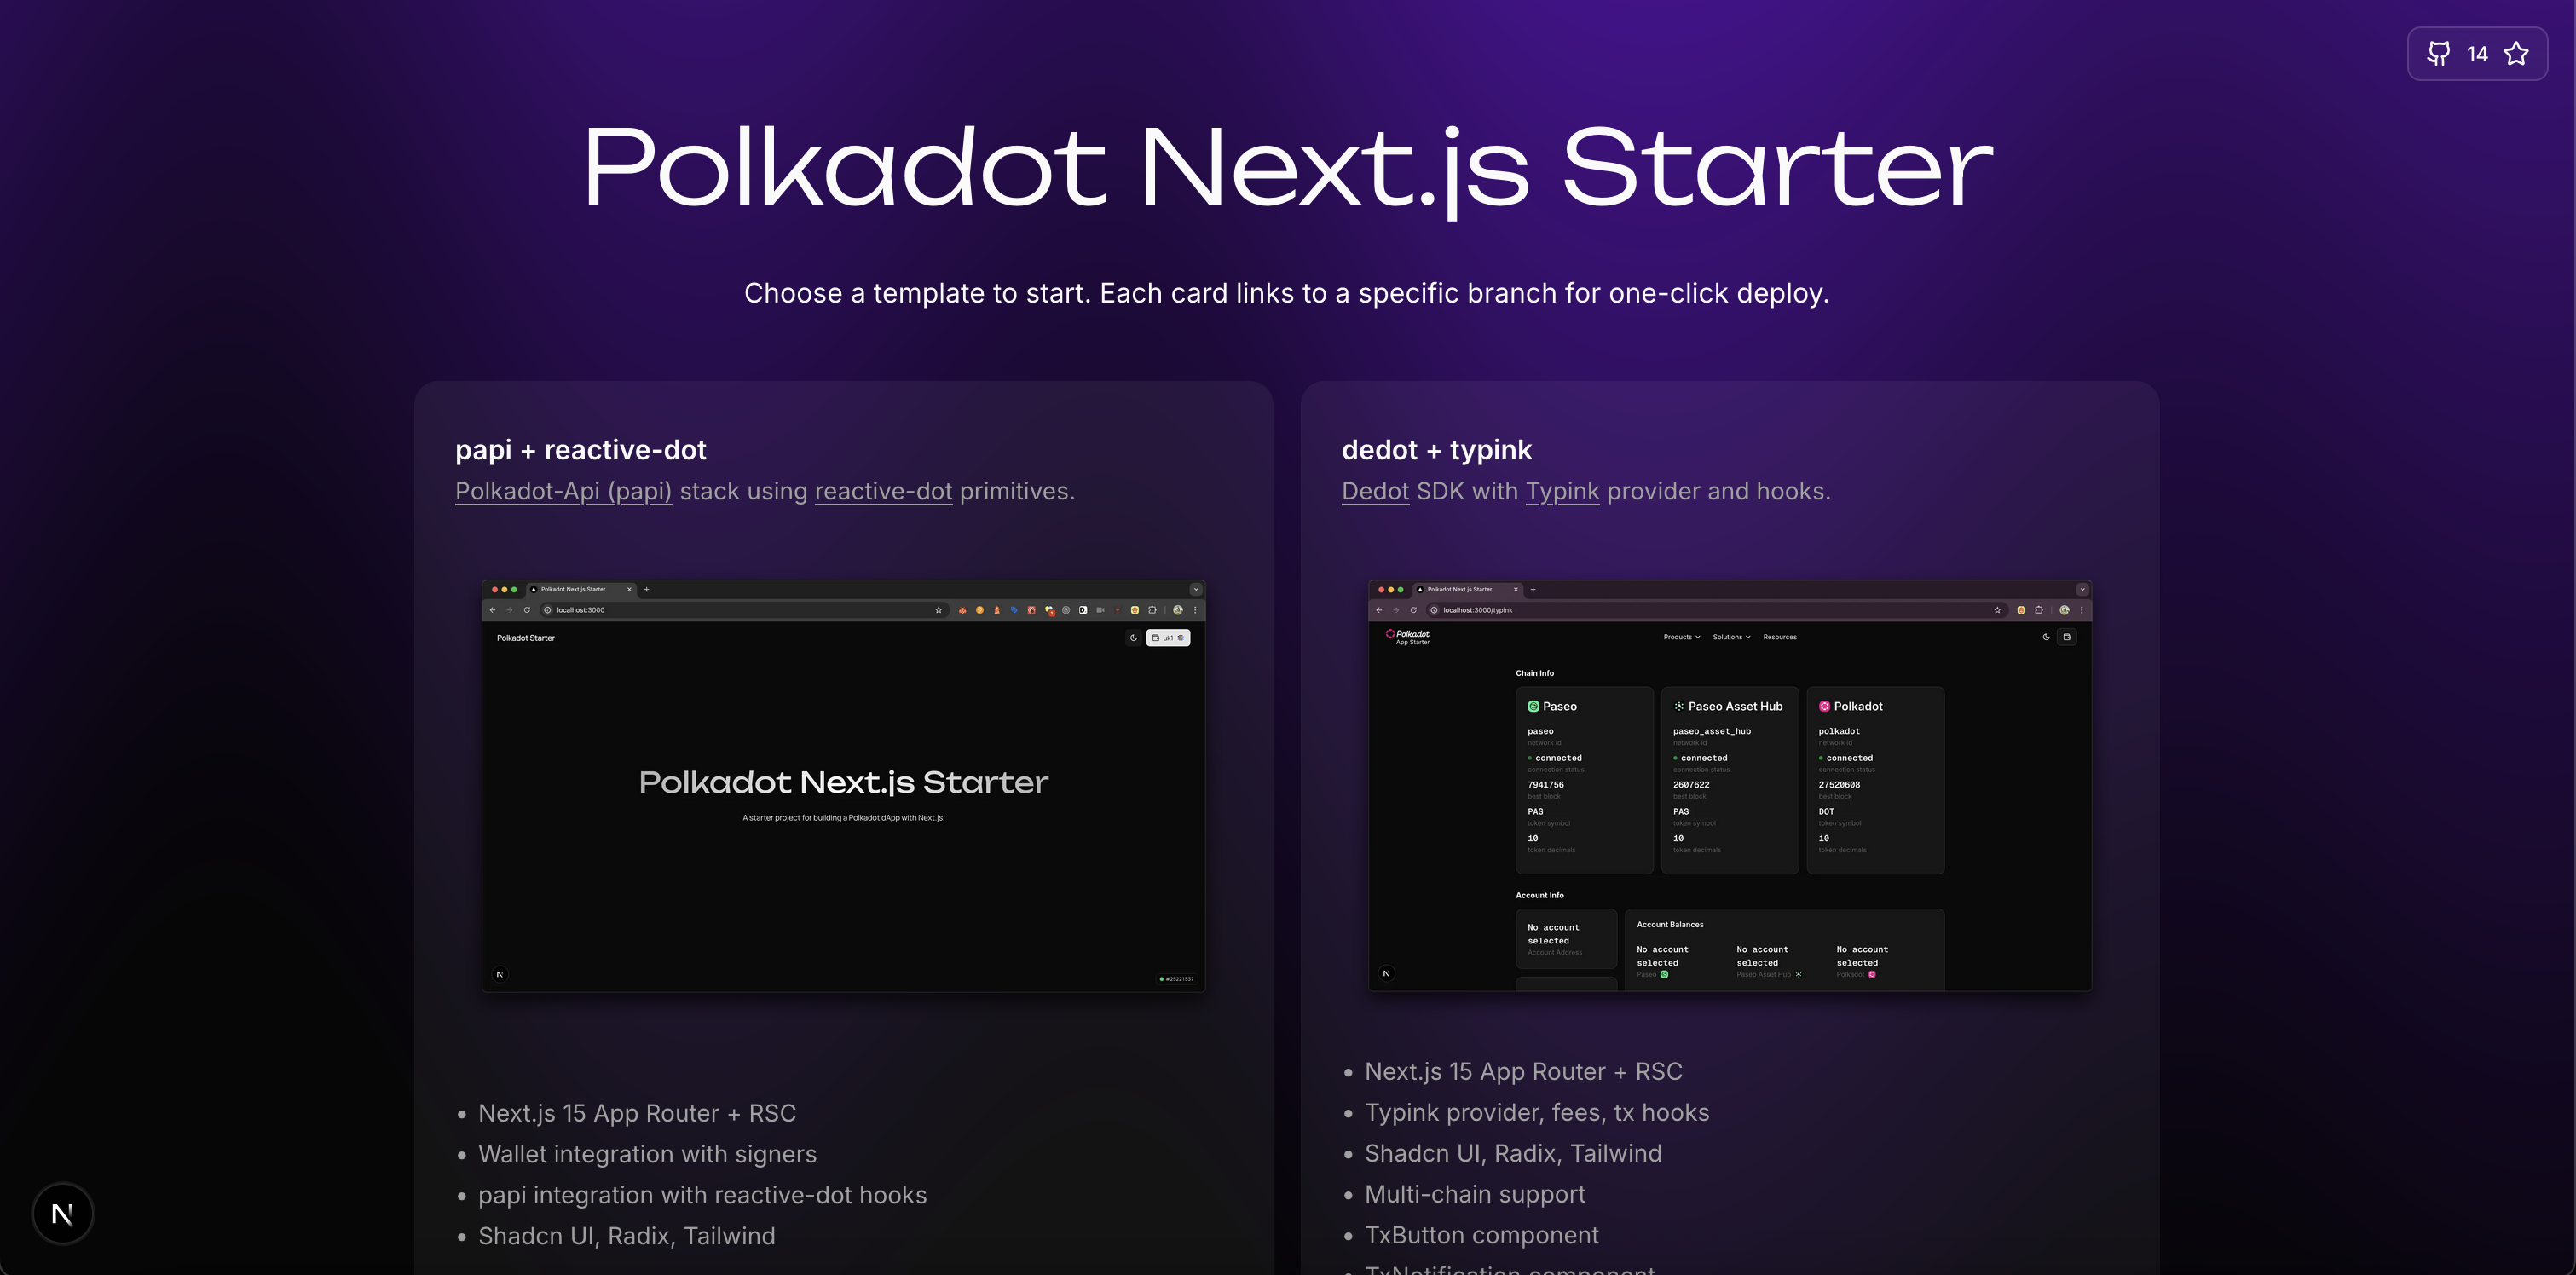 14
Polkadot Next.js Starter
Choose a template to start. Each card links to a specific branch for one-click deploy.
papi + reactive-dot
Polkadot-Api (papi) stack using reactive-dot primitives.
Polkadot Next.js Starter
localhost:3000
Polkadot Starter
uk1
Polkadot Next.js Starter
A starter project for building a Polkadot dApp with Next.js.
N
#25221537
Next.js 15 App Router + RSC
Wallet integration with signers
papi integration with reactive-dot hooks
Shadcn UI, Radix, Tailwind
dedot + typink
Dedot SDK with Typink provider and hooks.
Polkadot Next.js Starter
localhost:3000/typink
Polkadot
App Starter
Products Solutions Resources
Chain Info
Paseo
paseo
network id
connected
connection status
7941756
best block
PAS
token symbol
10
token decimals
Paseo Asset Hub
paseo_asset_hub
network id
connected
connection status
2607622
best block
PAS
token symbol
10
token decimals
Polkadot
polkadot
network id
connected
connection status
27520608
best block
DOT
token symbol
10
token decimals
Account Info
No account
selected
Account Address
Account Balances
No account
selected
Paseo
No account
selected
Paseo Asset Hub
No account
selected
Polkadot
N
Next.js 15 App Router + RSC
Typink provider, fees, tx hooks
Shadcn UI, Radix, Tailwind
Multi-chain support
TxButton component
TxNotification component
N